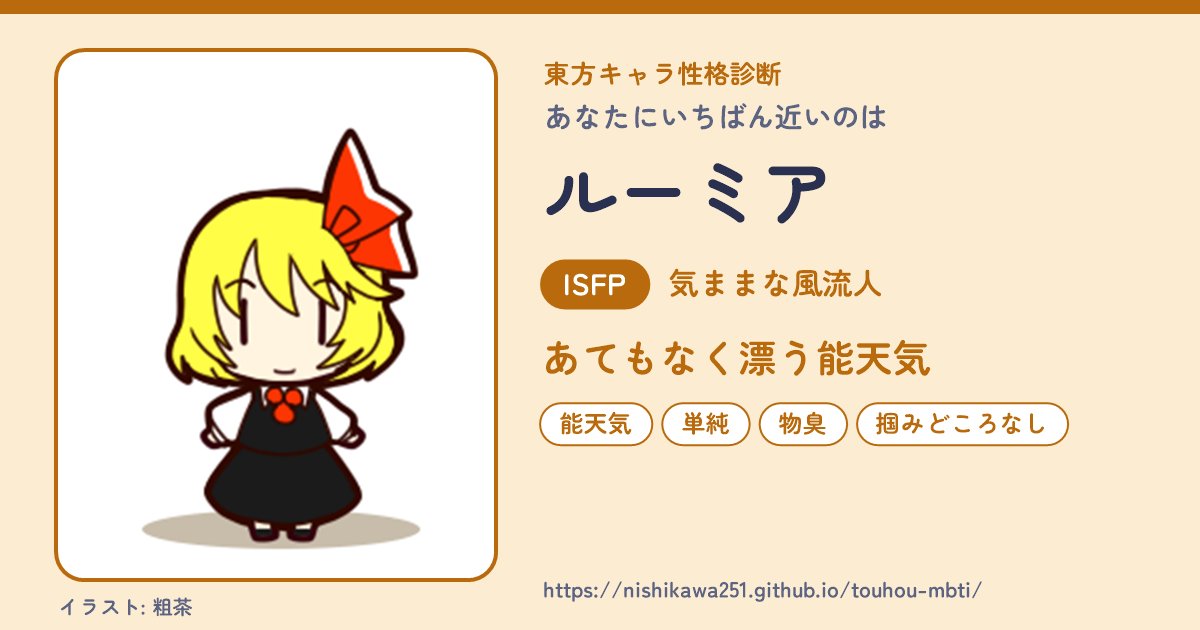 東方キャラ性格診断
あなたにいちばん近いのは
ルーミア
ISFP 気ままな風流人
あてもなく漂う能天気
能天気 単純 物臭 掴みどころなし
https://nishikawa251.github.io/touhou-mbti/
イラスト: 粗茶